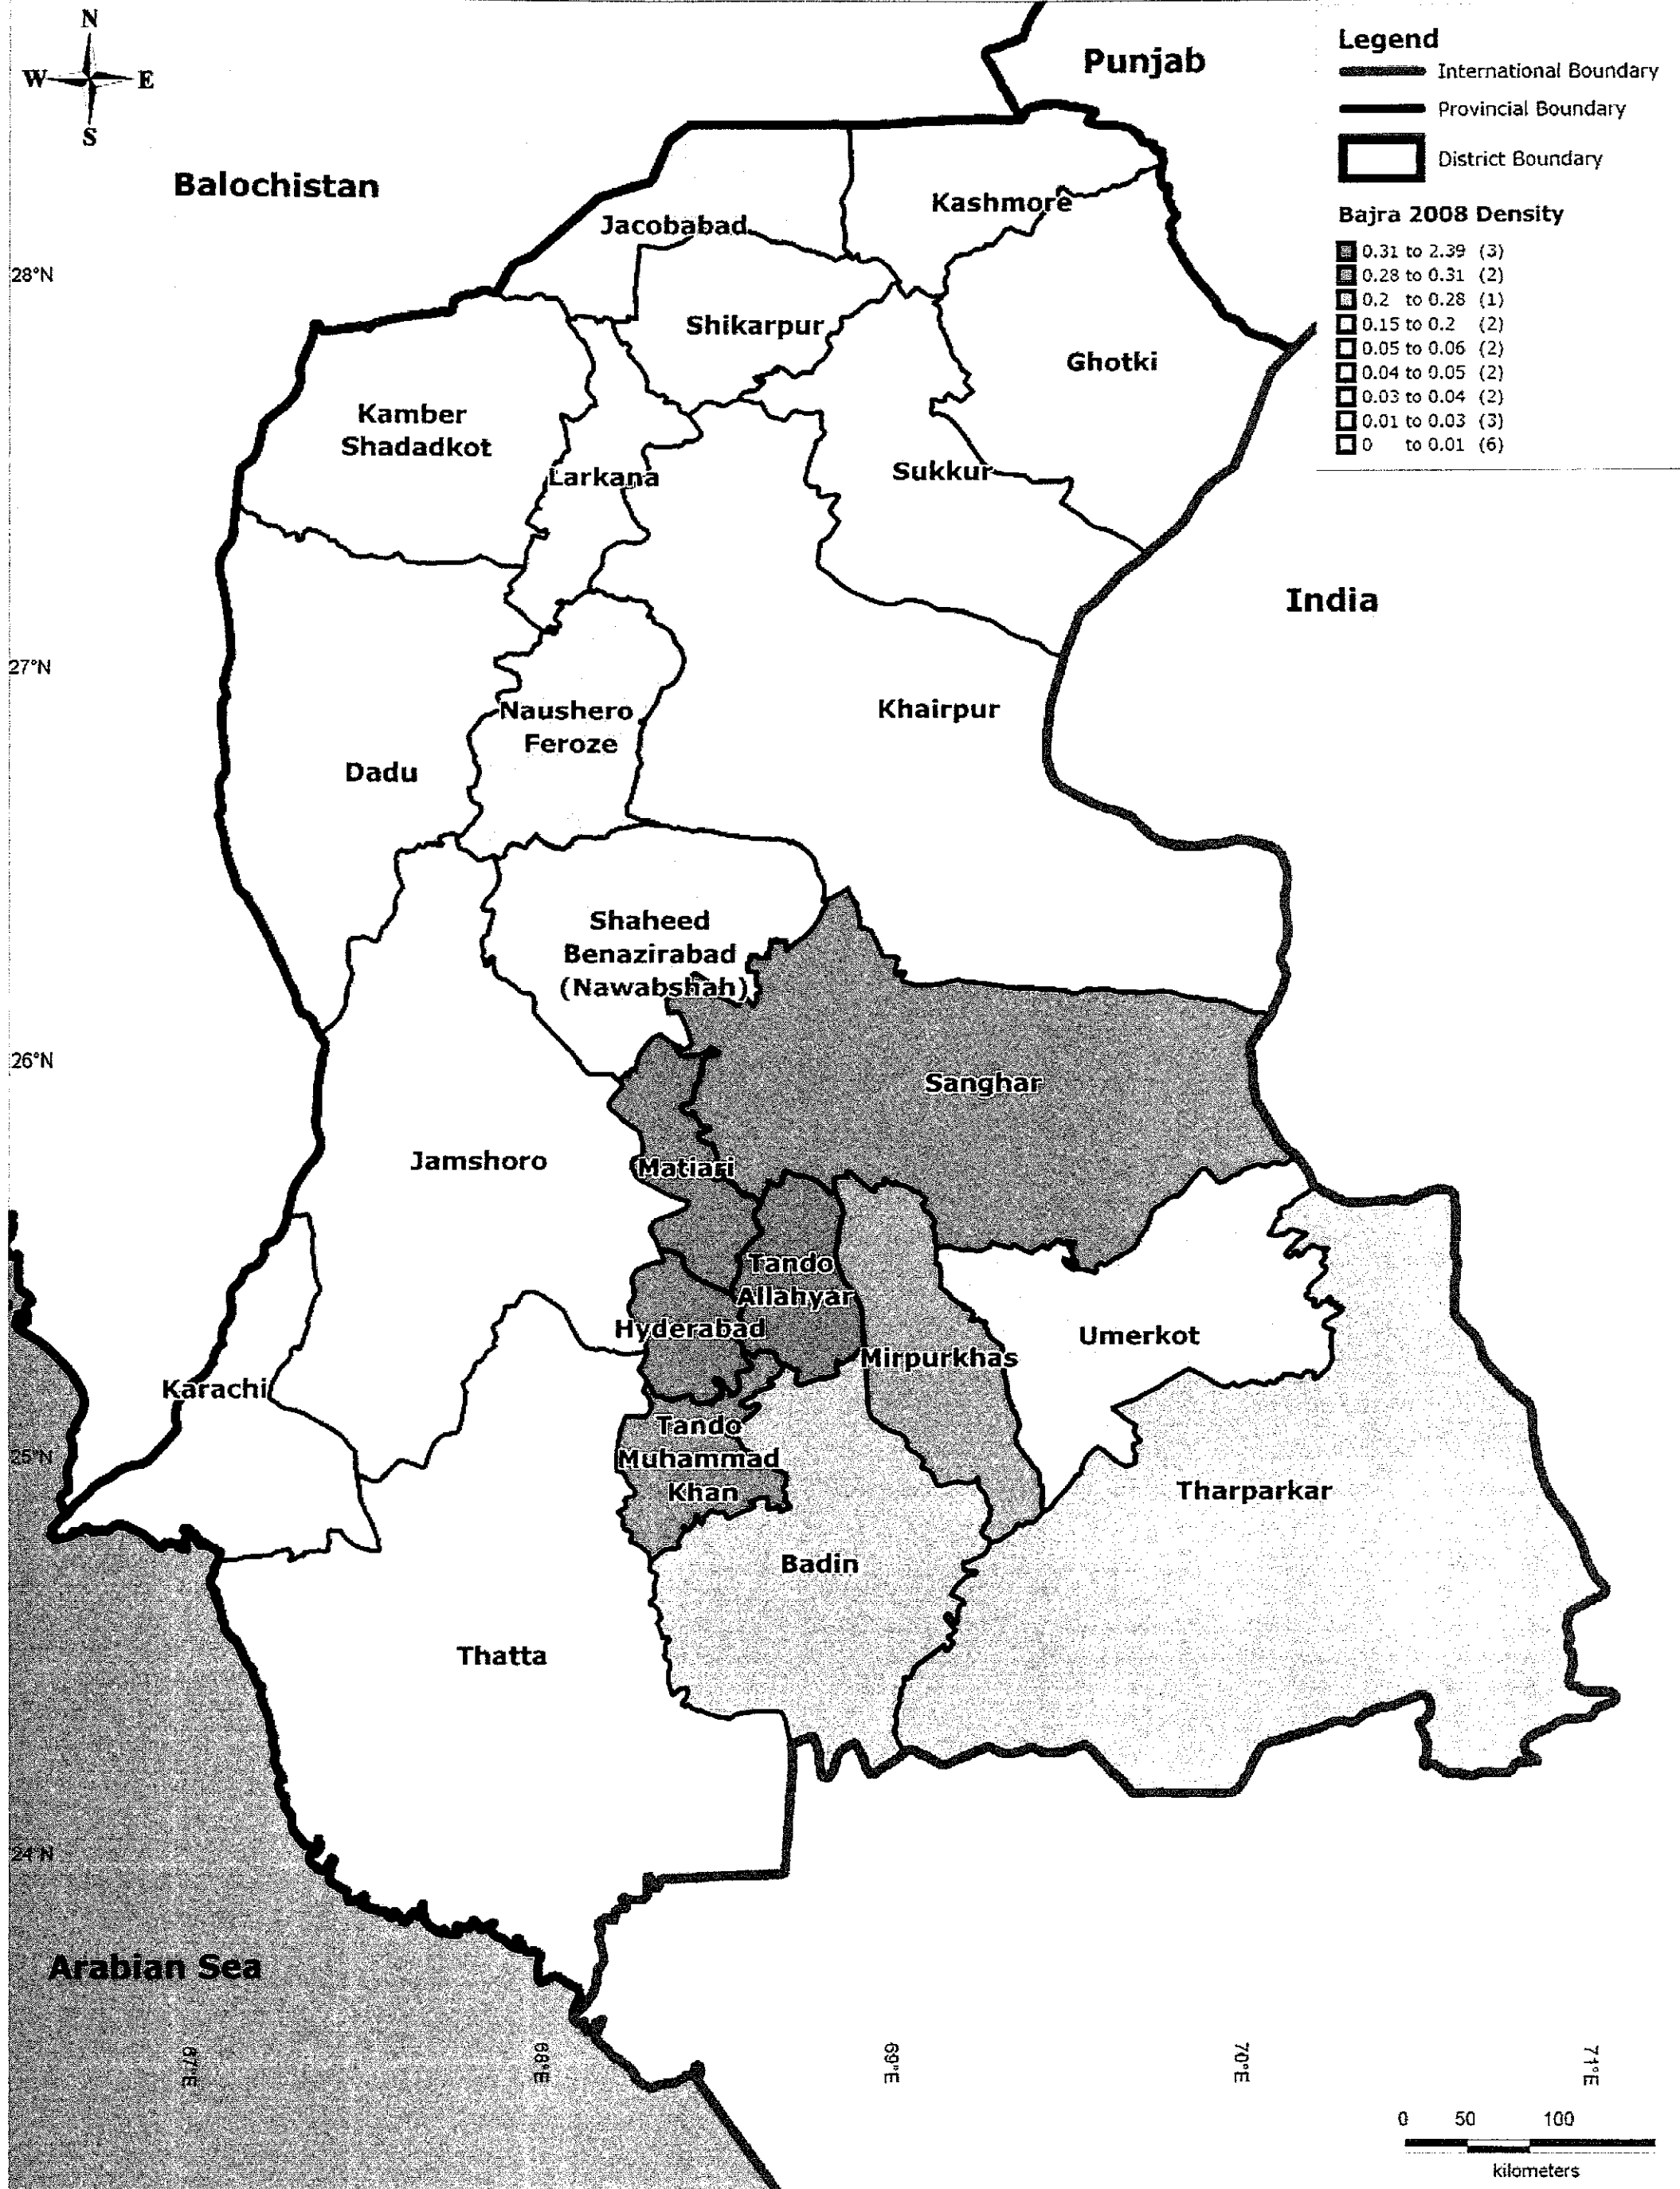 N
W E
S
Punjab
Balochistan
Legend
International Boundary
Provincial Boundary
District Boundary
Bajra 2008 Density
0.31 to 2.39 (3)
0.28 to 0.31 (2)
0.2 to 0.28 (1)
0.15 to 0.2 (2)
0.05 to 0.06 (2)
0.04 to 0.05 (2)
0.03 to 0.04 (2)
0.01 to 0.03 (3)
0 to 0.01 (6)
Kashmore
Jacobabad
28°N
Shikarpur
Ghotki
Kamber
Shadadkot
Larkana
Sukkur
India
27°N
Khairpur
Naushero
Feroze
Dadu
Shaheed
Benazirabad
(Nawabshah)
26°N
Sanghar
Jamshoro
Matiari
Tando
Allahyar
Hyderabad
Umerkot
Mirpurkhas
Karachi
Tando
Muhammad
Khan
25°N
Tharparkar
Badin
Thatta
24°N
Arabian Sea
67°E
68°E
69°E
70°E
71°E
0 50 100
kilometers